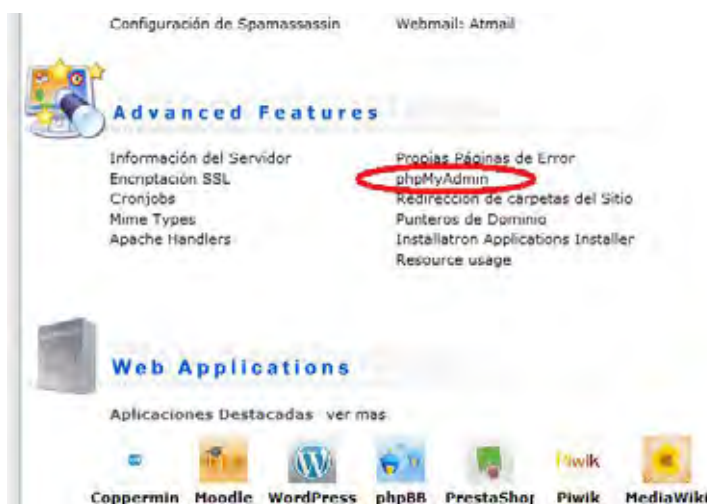 Configuración de Spamassassin Webmail: Atmail
Advanced Features
Información del Servidor Propias Páginas de Error
Encriptación SSL phpMyAdmin
Cronjobs Redirección de carpetas del Sitio
Mime Types Punteros de Dominio
Apache Handlers Installatron Applications Installer
Resource usage
Web Applications
Aplicaciones Destacadas ver mas
Piwik
Coppermin Moodle WordPress phpBB PrestaShop Piwik MediaWiki